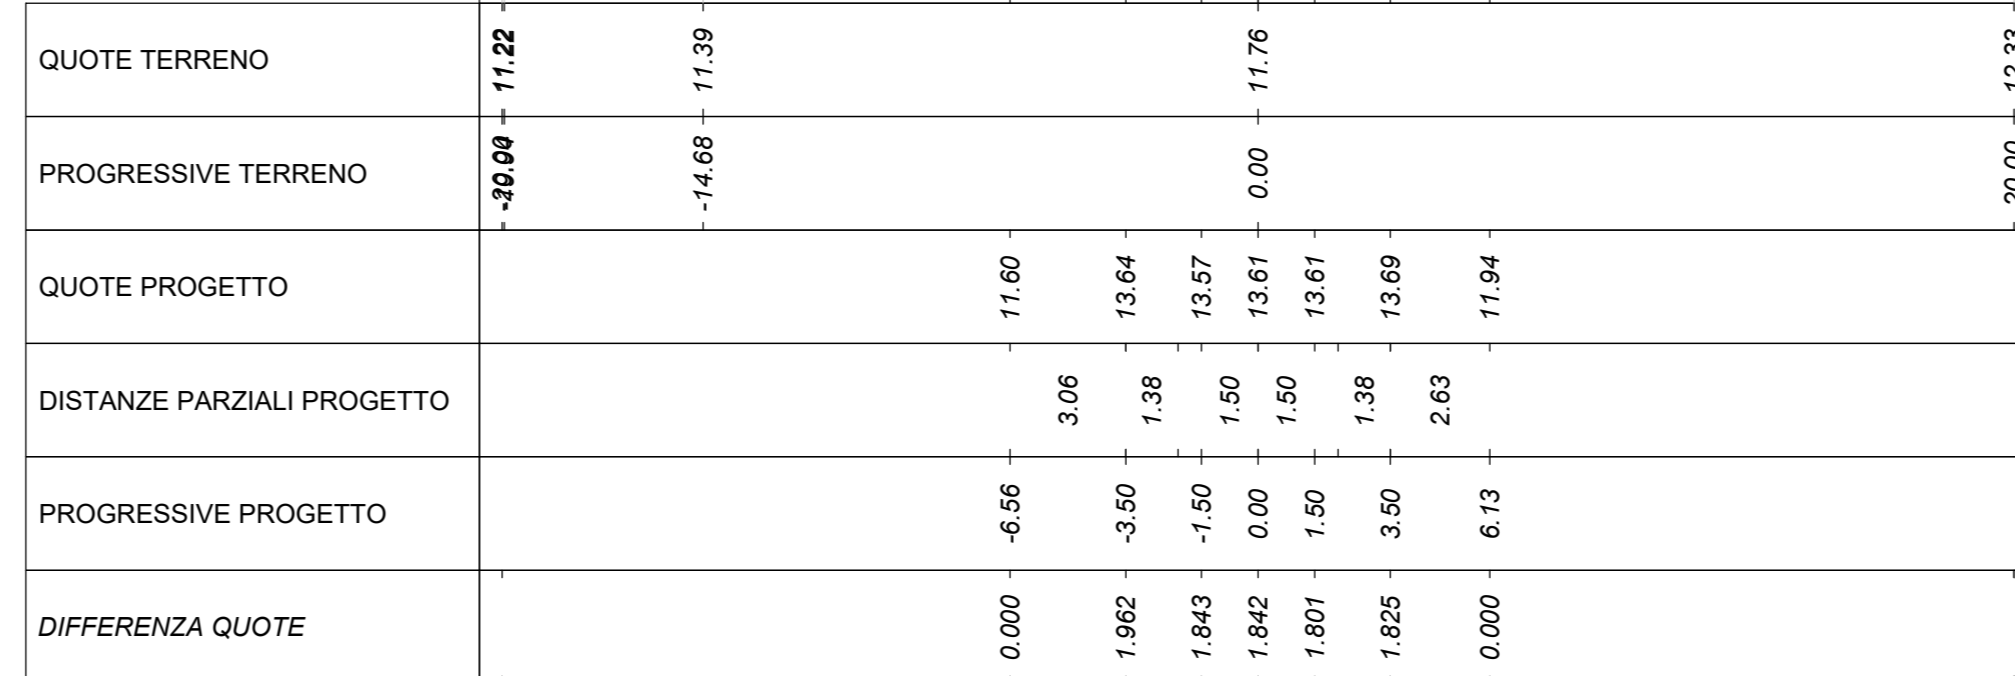 QUOTE TERRENO 11.22 11.39 11.76 12.33
PROGRESSIVE TERRENO -14.68 0.00 20.00
QUOTE PROGETTO 11.60 13.64 13.57 13.61 13.61 13.69 11.94
DISTANZE PARZIALI PROGETTO 3.06 1.38 1.50 1.50 1.38 2.63
PROGRESSIVE PROGETTO -6.56 -3.50 -1.50 0.00 1.50 3.50 6.13
DIFFERENZA QUOTE 0.000 1.962 1.843 1.842 1.801 1.825 0.000